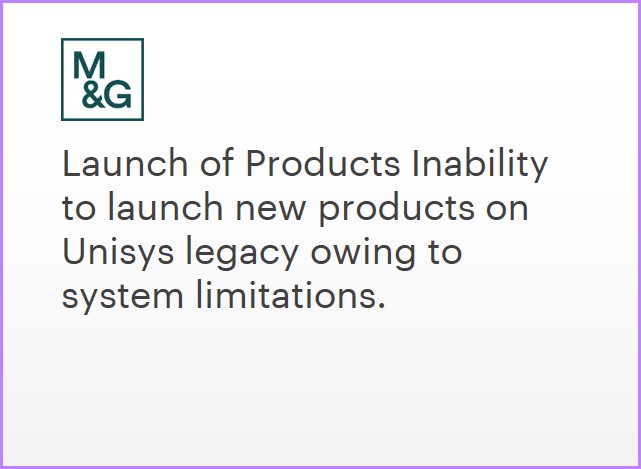 M
&G
Launch of Products Inability
to launch new products on
Unisys legacy owing to
system limitations.